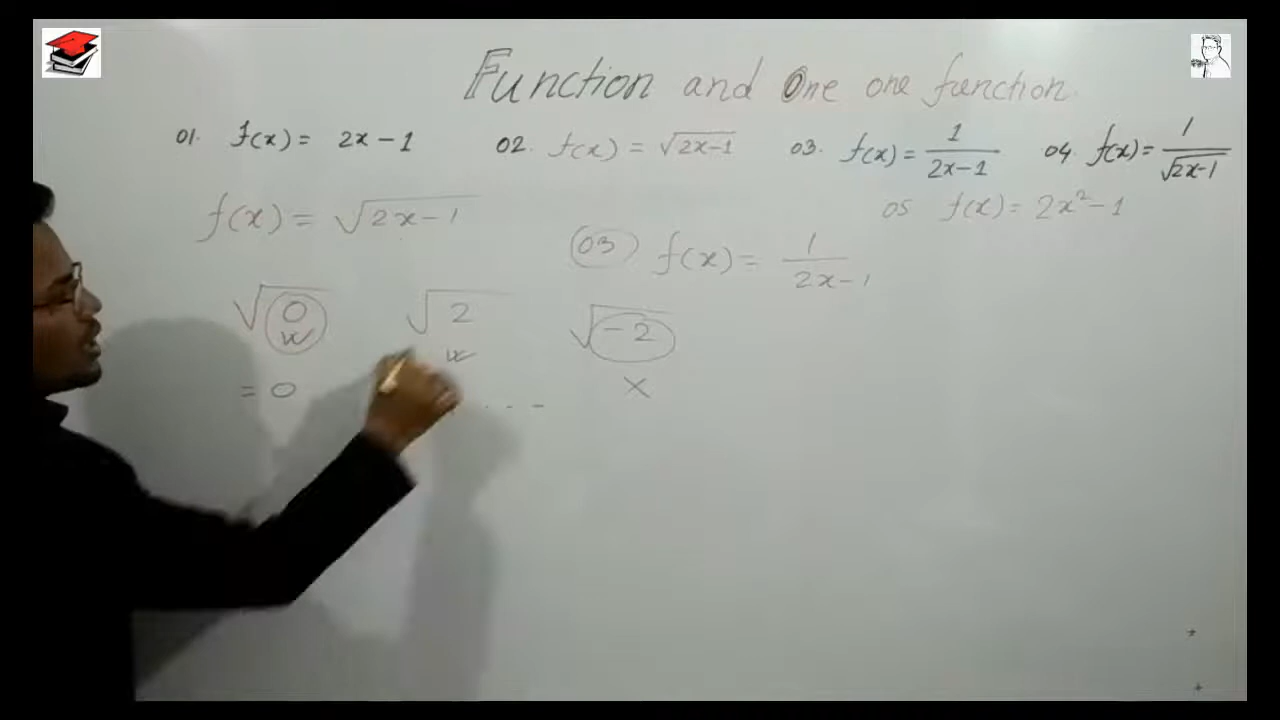 Function and One one function.
01. f(x) = 2x - 1 02. f(x) = √2x-1 03. f(x) = 1/2x-1 04. f(x) = 1/√2x-1
05 f(x) = 2x² - 1
f(x) = √2x-1
03 f(x) = 1/2x-1
√0 √2 √-2
= 0 ... ×